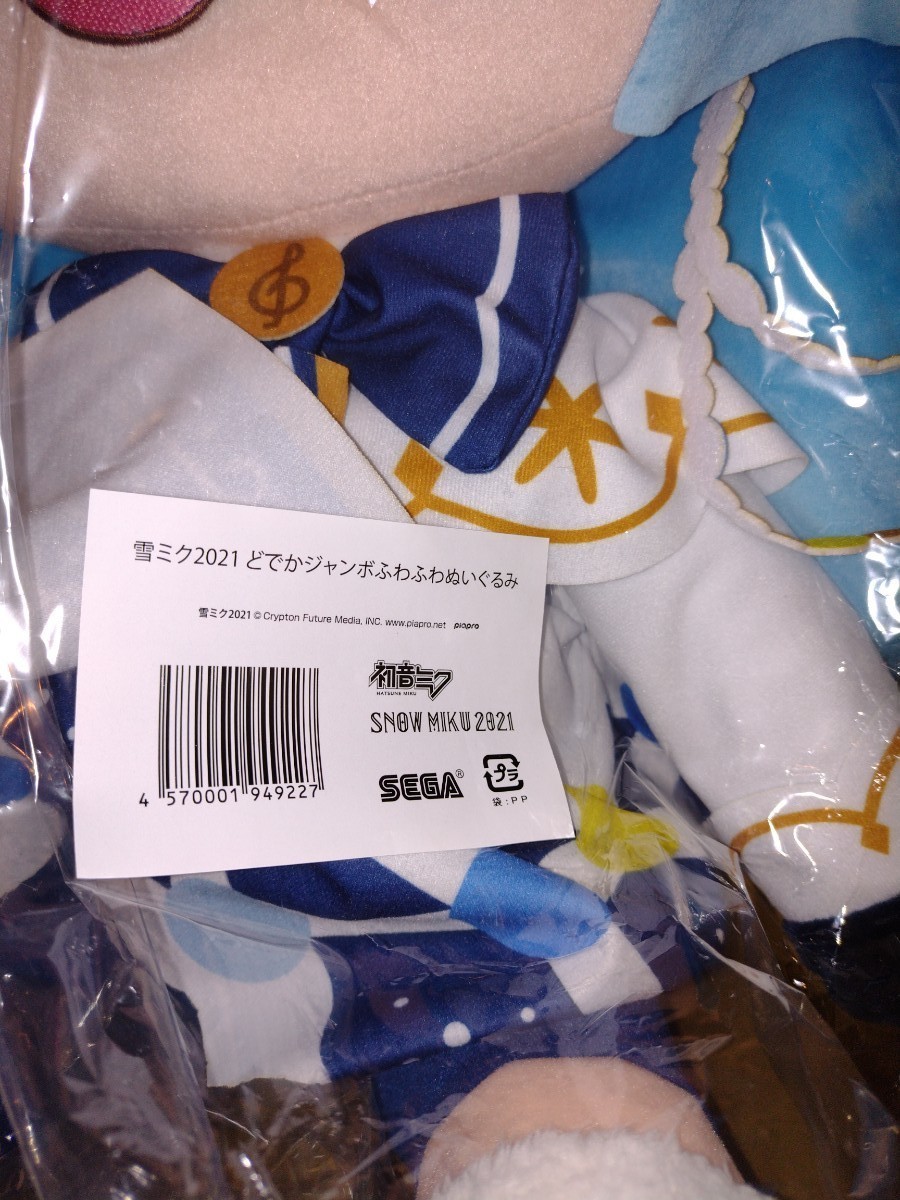 雪ミク2021 どでかジャンボふわふわぬいぐるみ
雪ミク2021 © Crypton Future Media, INC. www.piapro.net piapro
初音ミク
HATSUNE MIKU
SNOW MIKU 2021
SEGA®
プラ
袋:PP
4 570001 949227